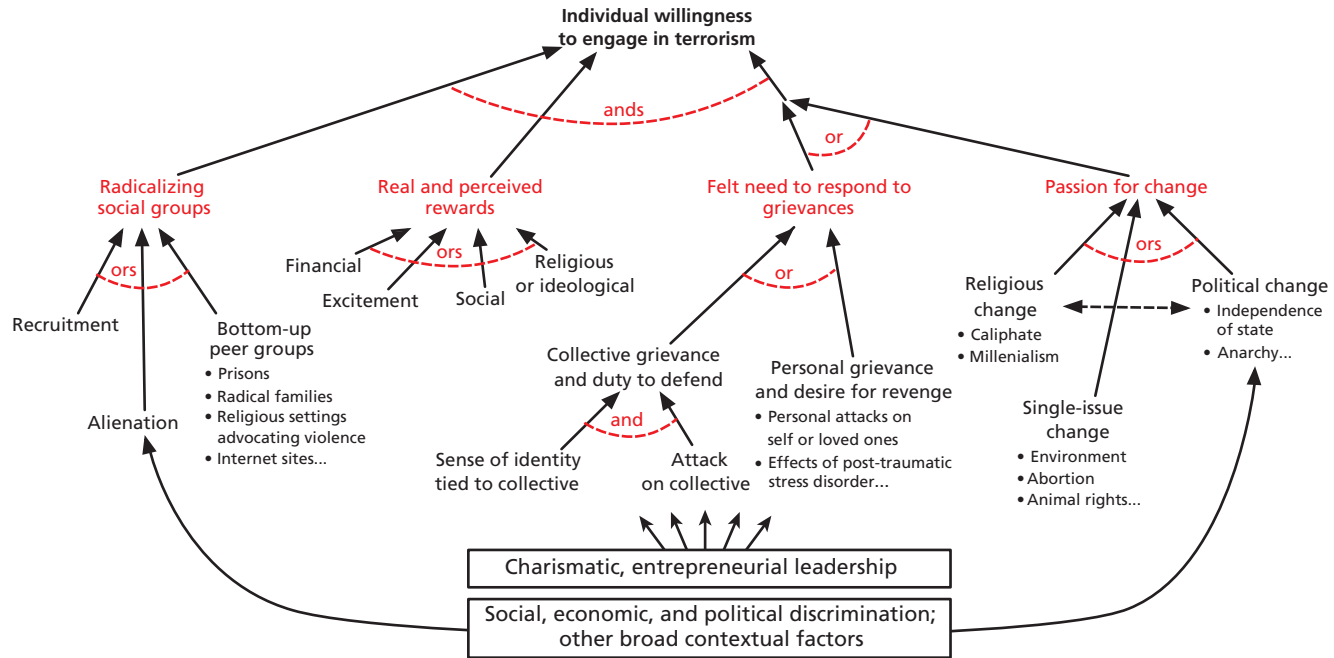 Individual willingness
to engage in terrorism
ands
or
Radicalizing
social groups
Real and perceived
rewards
Felt need to respond to
grievances
Passion for change
ors
Recruitment
Alienation
Bottom-up
peer groups
• Prisons
• Radical families
• Religious settings
advocating violence
• Internet sites...
ors
Financial
Excitement
Social
Religious
or ideological
or
Collective grievance
and duty to defend
Personal grievance
and desire for revenge
• Personal attacks on
self or loved ones
• Effects of post-traumatic
stress disorder...
and
Sense of identity
tied to collective
Attack
on collective
ors
Religious
change
• Caliphate
• Millenialism
Single-issue
change
• Environment
• Abortion
• Animal rights...
Political change
• Independence
of state
• Anarchy...
Charismatic, entrepreneurial leadership
Social, economic, and political discrimination;
other broad contextual factors